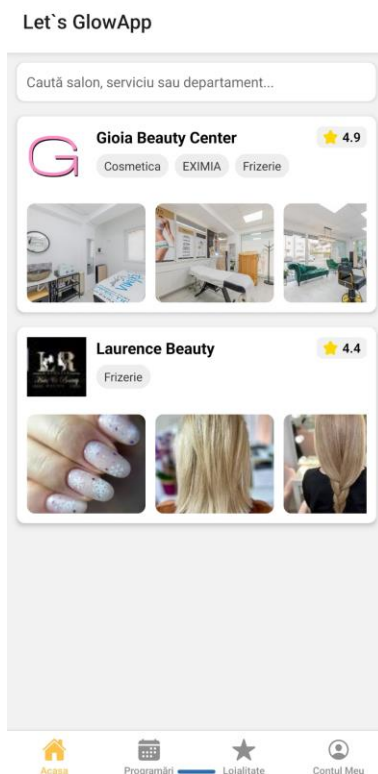 Let`s GlowApp
Caută salon, serviciu sau departament...
G
Gioia Beauty Center
4.9
Cosmetica EXIMIA Frizerie
Laurence Beauty
4.4
Frizerie
Acasa Programări Loialitate Contul Meu